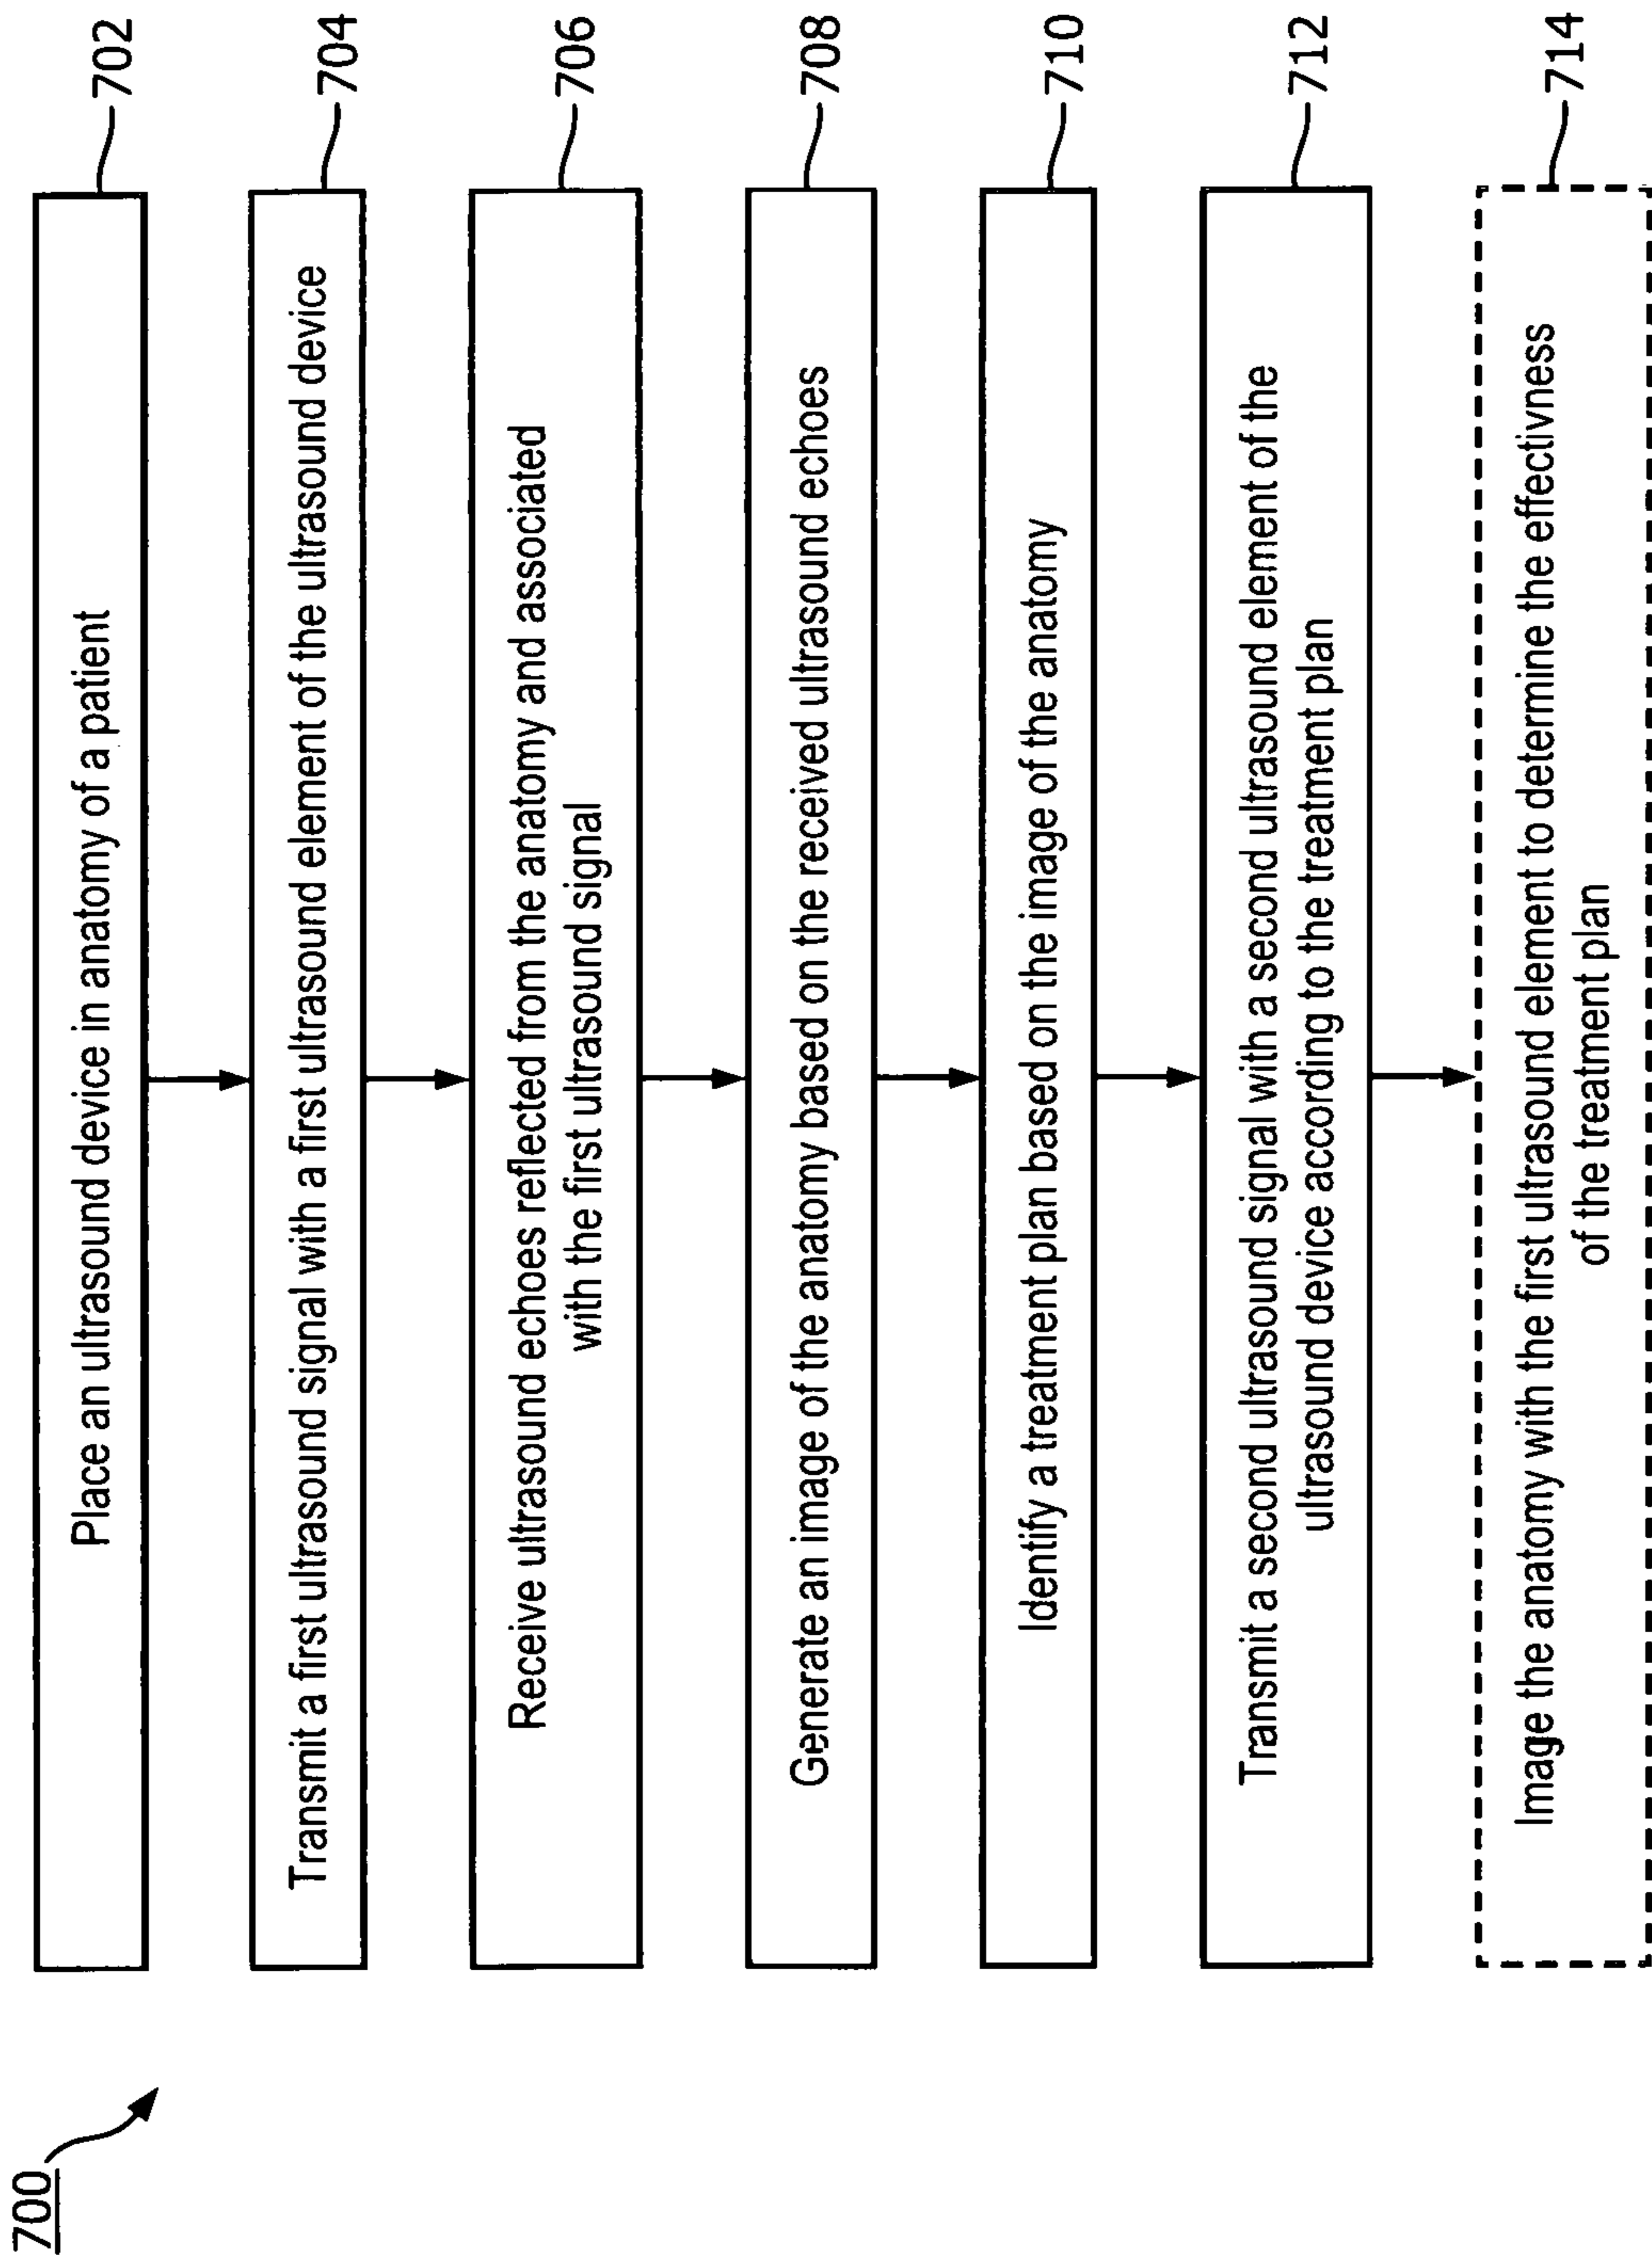 700
Place an ultrasound device in anatomy of a patient
702
Transmit a first ultrasound signal with a first ultrasound element of the ultrasound device
704
Receive ultrasound echoes reflected from the anatomy and associated
with the first ultrasound signal
706
Generate an image of the anatomy based on the received ultrasound echoes
708
Identify a treatment plan based on the image of the anatomy
710
Transmit a second ultrasound signal with a second ultrasound element of the
ultrasound device according to the treatment plan
712
Image the anatomy with the first ultrasound element to determine the effectivness
of the treatment plan
714